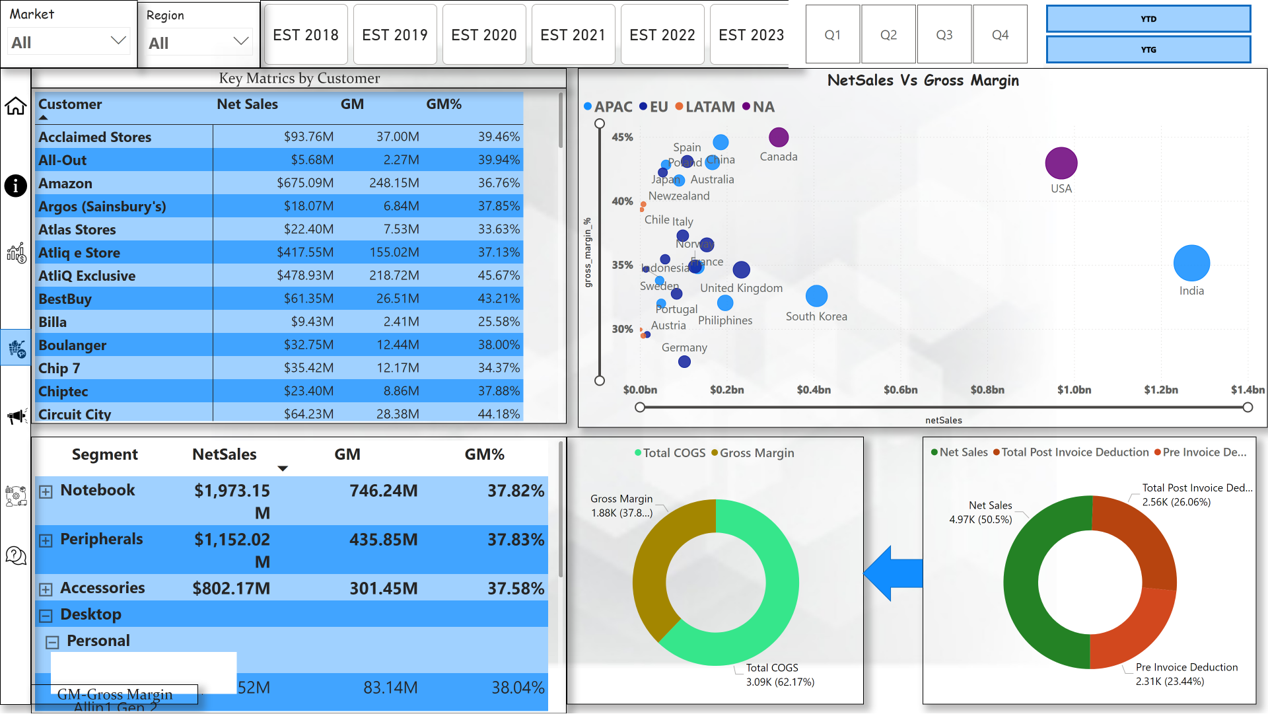 Market
All
Region
All
EST 2018
EST 2019
EST 2020
EST 2021
EST 2022
EST 2023
Q1
Q2
Q3
Q4
YTD
YTG
Key Matrics by Customer
Customer Net Sales GM GM%
Acclaimed Stores $93.76M 37.00M 39.46%
All-Out $5.68M 2.27M 39.94%
Amazon $675.09M 248.15M 36.76%
Argos (Sainsbury's) $18.07M 6.84M 37.85%
Atlas Stores $22.40M 7.53M 33.63%
Atliq e Store $417.55M 155.02M 37.13%
AtliQ Exclusive $478.93M 218.72M 45.67%
BestBuy $61.35M 26.51M 43.21%
Billa $9.43M 2.41M 25.58%
Boulanger $32.75M 12.44M 38.00%
Chip 7 $35.42M 12.17M 34.37%
Chiptec $23.40M 8.86M 37.88%
Circuit City $64.23M 28.38M 44.18%
NetSales Vs Gross Margin
APAC EU LATAM NA
gross_margin_%
45%
40%
35%
30%
Spain
Canada
Poland
China
Japan
Australia
USA
Newzealand
Chile
Italy
Norway
France
Indonesia
Sweden
United Kingdom
India
Portugal
Philiphines
South Korea
Austria
Germany
$0.0bn $0.2bn $0.4bn $0.6bn $0.8bn $1.0bn $1.2bn $1.4bn
netSales
Segment NetSales GM GM%
Notebook $1,973.15 746.24M 37.82%
M
Peripherals $1,152.02 435.85M 37.83%
M
Accessories $802.17M 301.45M 37.58%
Desktop
Personal
52M 83.14M 38.04%
GM-Gross Margin
Allin1 Gen 2
Total COGS Gross Margin
Gross Margin
1.88K (37.8...)
Total COGS
3.09K (62.17%)
Net Sales Total Post Invoice Deduction Pre Invoice De...
Total Post Invoice Ded...
2.56K (26.06%)
Net Sales
4.97K (50.5%)
Pre Invoice Deduction
2.31K (23.44%)